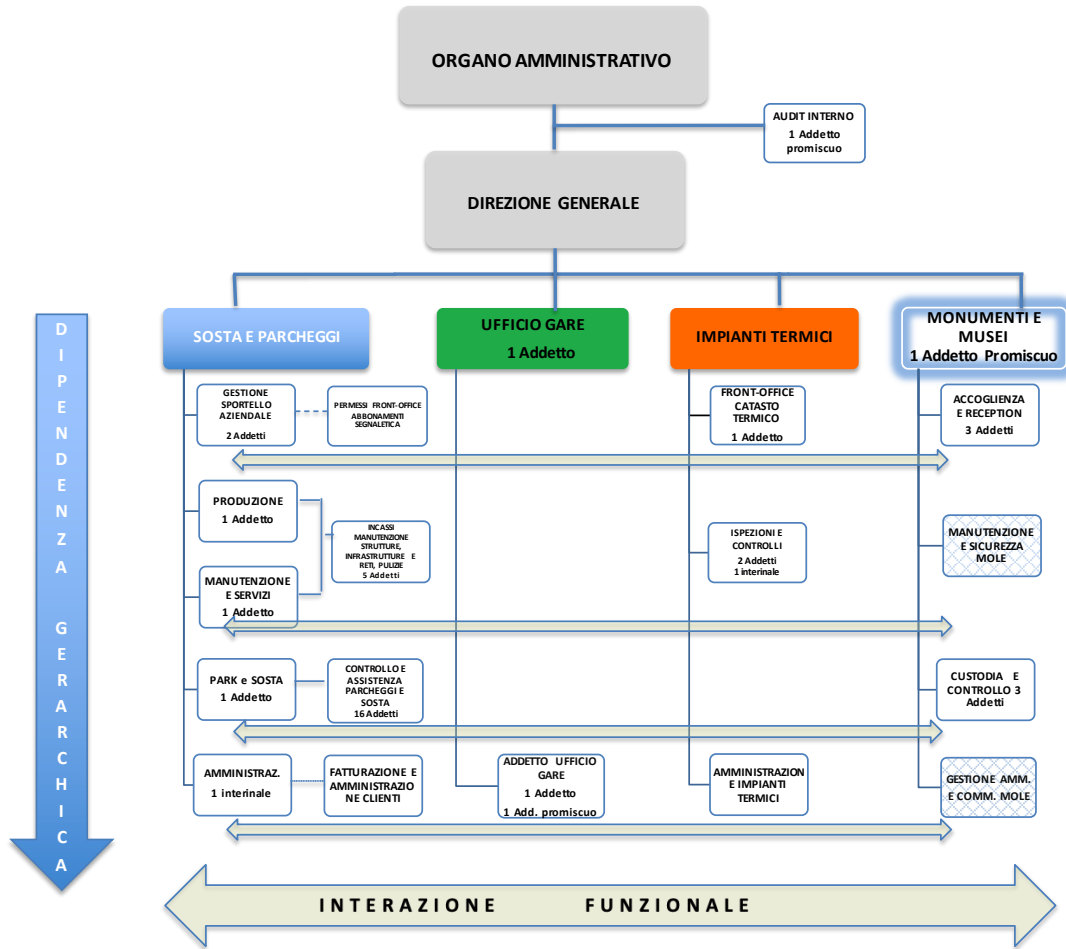 ORGANO AMMINISTRATIVO
AUDIT INTERNO
1 Addetto
promiscuo
DIREZIONE GENERALE
DIPENDENZA GERARCHICA
SOSTA E PARCHEGGI
UFFICIO GARE
1 Addetto
IMPIANTI TERMICI
MONUMENTI E
MUSEI
1 Addetto Promiscuo
GESTIONE
SPORTELLO
AZIENDALE
2 Addetti
PERMESSI FRONT-OFFICE
ABBONAMENTI
SEGNALETICA
FRONT-OFFICE
CATASTO
TERMICO
1 Addetto
ACCOGLIENZA
E RECEPTION
3 Addetti
PRODUZIONE
1 Addetto
INCASSI
MANUTENZIONE
STRUTTURE,
INFRASTRUTTURE E
RETI, PULIZIE
5 Addetti
ISPEZIONI E
CONTROLLI
2 Addetti
1 interinale
MANUTENZIONE
E SICUREZZA
MOLE
MANUTENZIONE
E SERVIZI
1 Addetto
PARK e SOSTA
1 Addetto
CONTROLLO E
ASSISTENZA
PARCHEGGI E
SOSTA
16 Addetti
CUSTODIA E
CONTROLLO 3
Addetti
AMMINISTRAZ.
1 interinale
FATTURAZIONE E
AMMINISTRAZIO
NE CLIENTI
ADDETTO UFFICIO
GARE
1 Addetto
1 Add. promiscuo
AMMINISTRAZION
E IMPIANTI
TERMICI
GESTIONE AMM.
E COMM. MOLE
INTERAZIONE FUNZIONALE